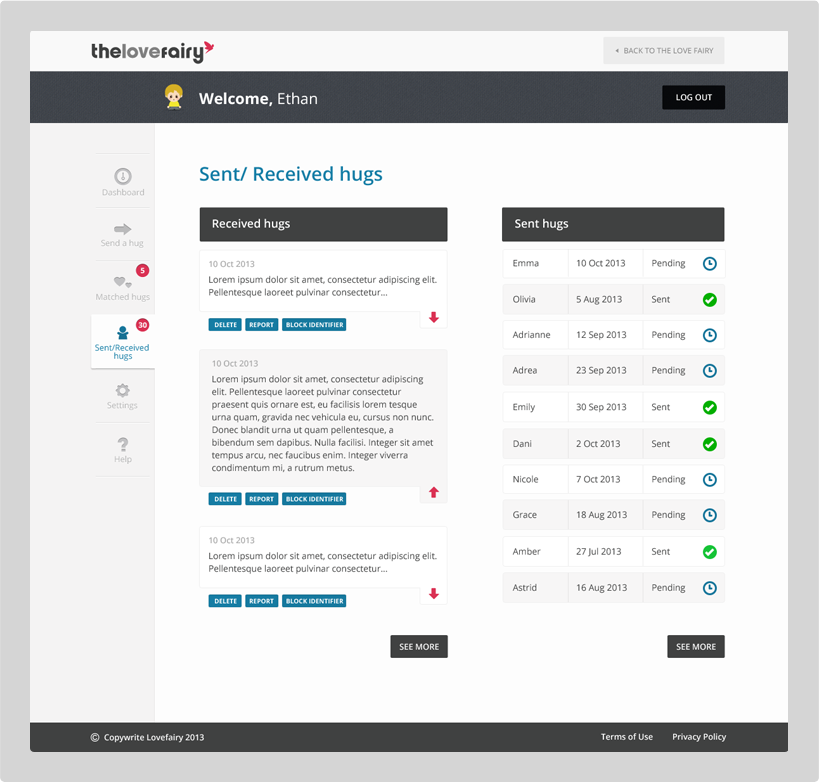 thelovefairy
BACK TO THE LOVE FAIRY
Welcome, Ethan
LOG OUT
Dashboard
Send a hug
5
Matched hugs
30
Sent/Received
hugs
Settings
Help
Sent/ Received hugs
Received hugs
10 Oct 2013
Lorem ipsum dolor sit amet, consectetur adipiscing elit.
Pellentesque laoreet pulvinar consectetur...
DELETE REPORT BLOCK IDENTIFIER
10 Oct 2013
Lorem ipsum dolor sit amet, consectetur adipiscing
elit. Pellentesque laoreet pulvinar consectetur
praesent quis ornare est, eu facilisis lorem tesque
urna quam, gravida nec vehicula eu, cursus non nunc.
Donec blandit urna ut quam pellentesque, a
bibendum sem dapibus. Nulla facilisi. Integer sit amet
tempus arcu, nec faucibus enim. Integer viverra
condimentum mi, a rutrum metus.
DELETE REPORT BLOCK IDENTIFIER
10 Oct 2013
Lorem ipsum dolor sit amet, consectetur adipiscing elit.
Pellentesque laoreet pulvinar consectetur...
DELETE REPORT BLOCK IDENTIFIER
SEE MORE
Sent hugs
Emma 10 Oct 2013 Pending
Olivia 5 Aug 2013 Sent
Adrianne 12 Sep 2013 Pending
Adrea 23 Sep 2013 Pending
Emily 30 Sep 2013 Sent
Dani 2 Oct 2013 Sent
Nicole 7 Oct 2013 Pending
Grace 18 Aug 2013 Pending
Amber 27 Jul 2013 Sent
Astrid 16 Aug 2013 Pending
SEE MORE
© Copywrite Lovefairy 2013
Terms of Use Privacy Policy